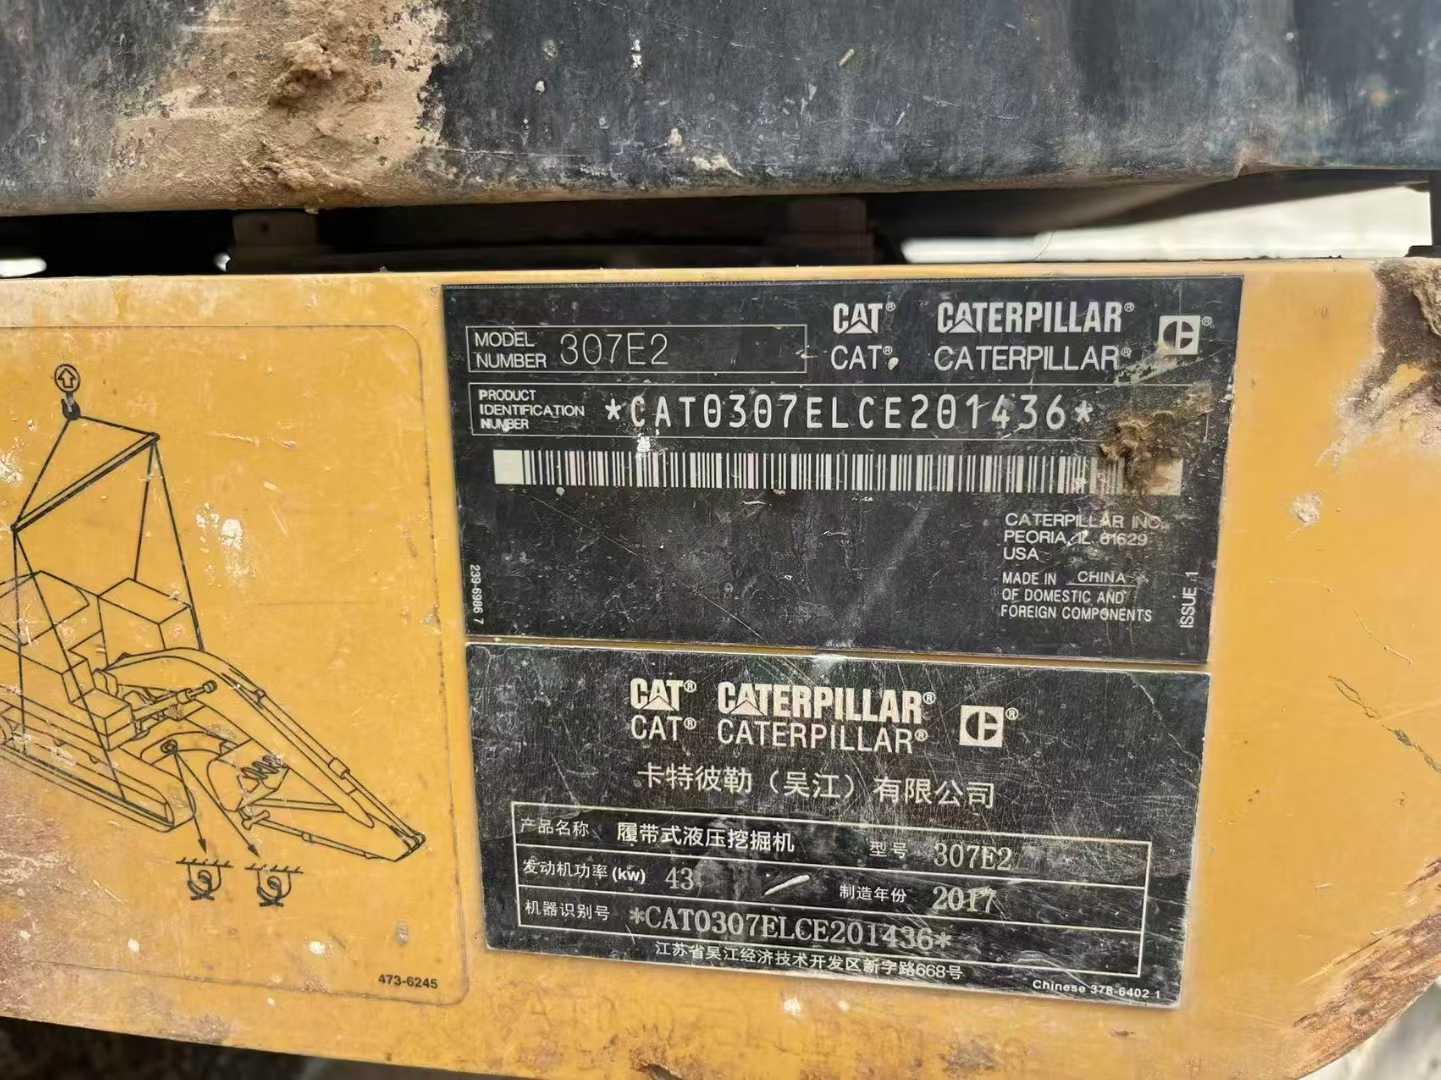 CAT® CATERPILLAR®
CAT® CATERPILLAR®
MODEL NUMBER 307E2
PRODUCT IDENTIFICATION NUMBER *CAT0307ELCE201436*
CATERPILLAR INC.
PEORIA, IL 61629
USA
MADE IN CHINA
OF DOMESTIC AND
FOREIGN COMPONENTS
239-6986 7
ISSUE 1
CAT® CATERPILLAR®
CAT® CATERPILLAR®
卡特彼勒（吴江）有限公司
产品名称 履带式液压挖掘机 型号 307E2
发动机功率(kw) 43 制造年份 2017
机器识别号 *CAT0307ELCE201436*
江苏省吴江经济技术开发区新字路668号
Chinese 378-6402 1
473-6245